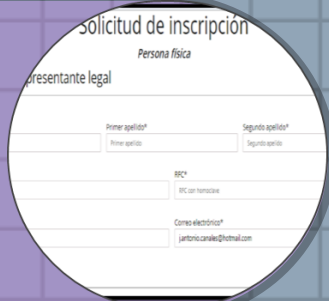 Solicitud de inscripción
Persona física
presentante legal
Primer apellido* Segundo apellido*
Primer apellido Segundo apellido
RFC*
RFC con homoclave
Correo electrónico*
jantonio.canales@hotmail.com